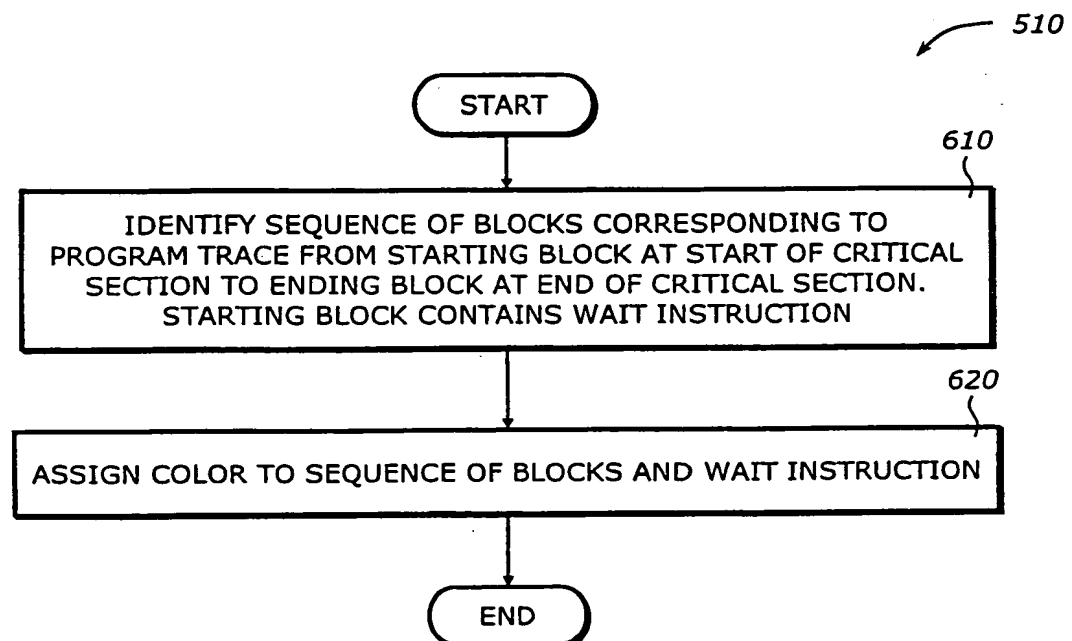 510
START
610
IDENTIFY SEQUENCE OF BLOCKS CORRESPONDING TO
PROGRAM TRACE FROM STARTING BLOCK AT START OF CRITICAL
SECTION TO ENDING BLOCK AT END OF CRITICAL SECTION.
STARTING BLOCK CONTAINS WAIT INSTRUCTION
620
ASSIGN COLOR TO SEQUENCE OF BLOCKS AND WAIT INSTRUCTION
END